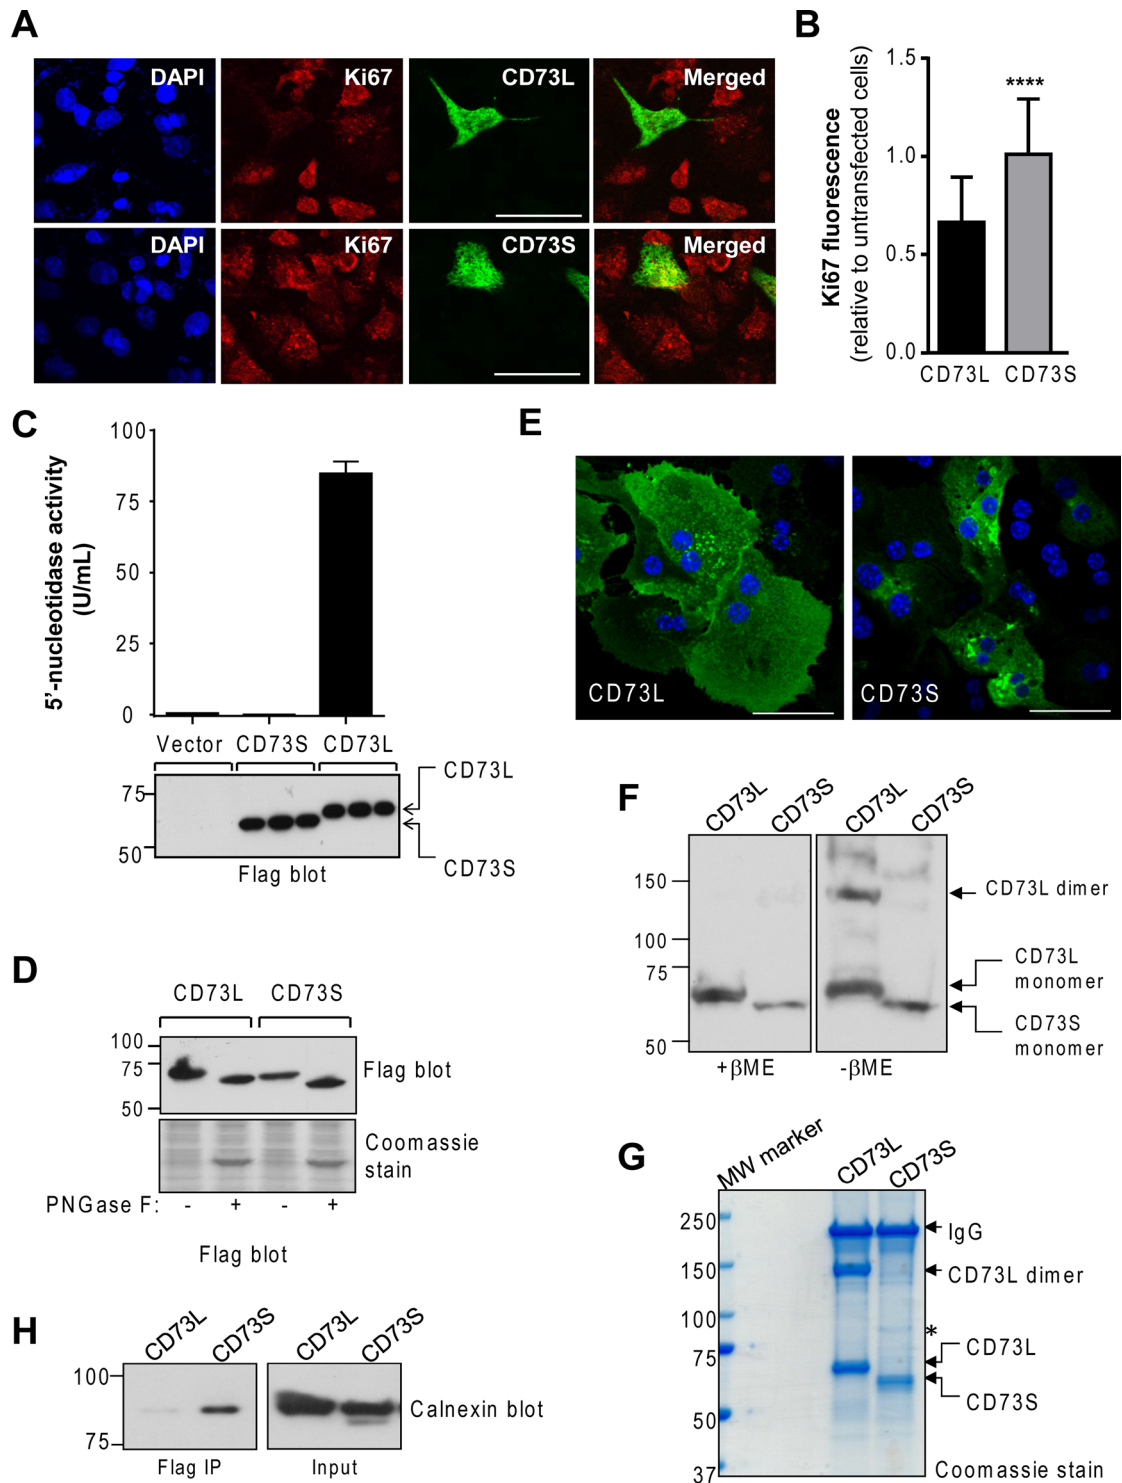 A
DAPI
Ki67
CD73L
Merged
DAPI
Ki67
CD73S
Merged
B
Ki67 fluorescence
(relative to untransfected cells)
1.5
1.0
0.5
0.0
****
CD73L
CD73S
C
5'-nucleotidase activity
(U/mL)
100
75
50
25
0
Vector
CD73S
CD73L
75
50
CD73L
CD73S
Flag blot
D
CD73L
CD73S
100
75
50
Flag blot
Coomassie
stain
PNGase F:
-
+
-
+
Flag blot
E
CD73L
CD73S
F
CD73L
CD73S
CD73L
CD73S
150
100
75
50
CD73L dimer
CD73L
monomer
CD73S
monomer
+βME
-βME
G
MW marker
CD73L
CD73S
250
150
100
75
50
37
IgG
CD73L dimer
*
CD73L
CD73S
Coomassie stain
H
CD73L
CD73S
CD73L
CD73S
100
75
Calnexin blot
Flag IP
Input